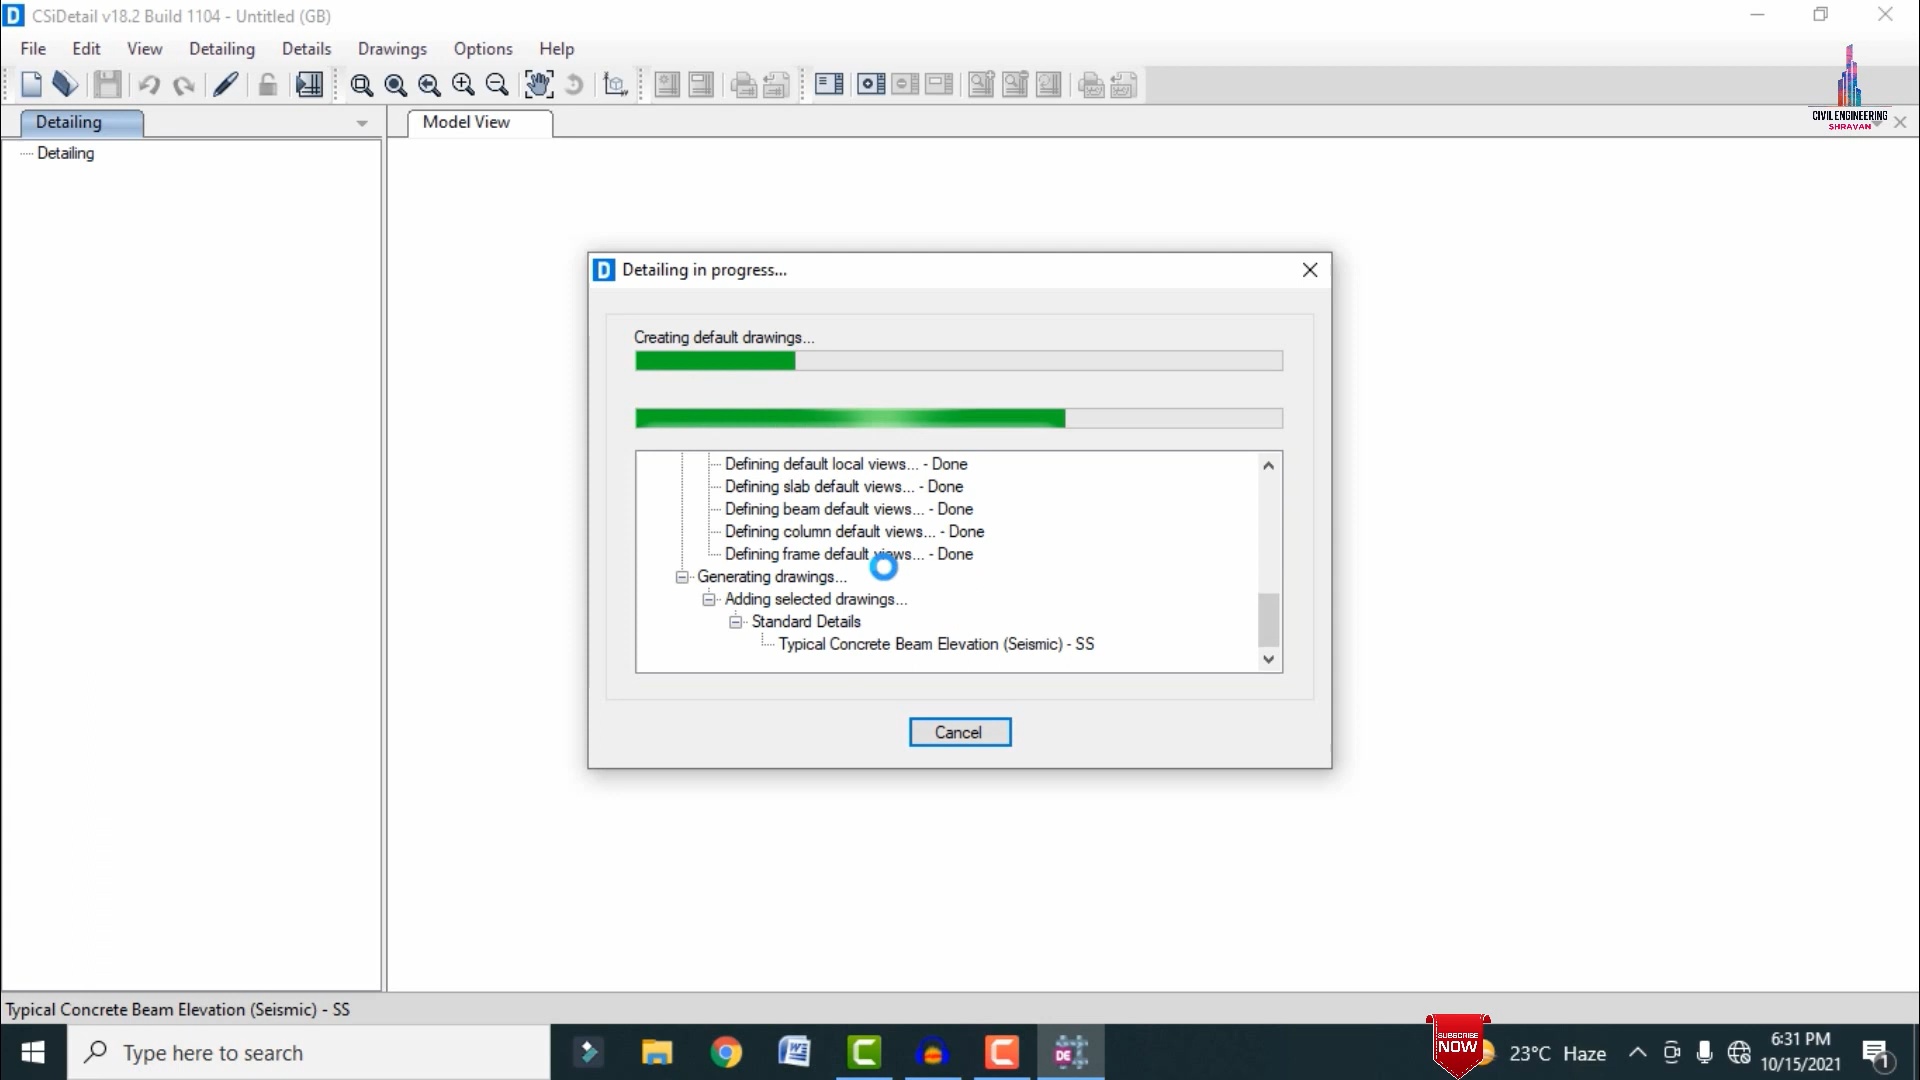 CSiDetail v18.2 Build 1104 - Untitled (GB)
File Edit View Detailing Details Drawings Options Help
CIVIL ENGINEERING
SHRAVAN
Detailing
Model View
Detailing
Detailing in progress...
Creating default drawings...
Defining default local views... - Done
Defining slab default views... - Done
Defining beam default views... - Done
Defining column default views... - Done
Defining frame default views... - Done
Generating drawings...
Adding selected drawings...
Standard Details
Typical Concrete Beam Elevation (Seismic) - SS
Cancel
Typical Concrete Beam Elevation (Seismic) - SS
Type here to search
DE
SUBSCRIBE
NOW
23°C Haze
6:31 PM
10/15/2021
1